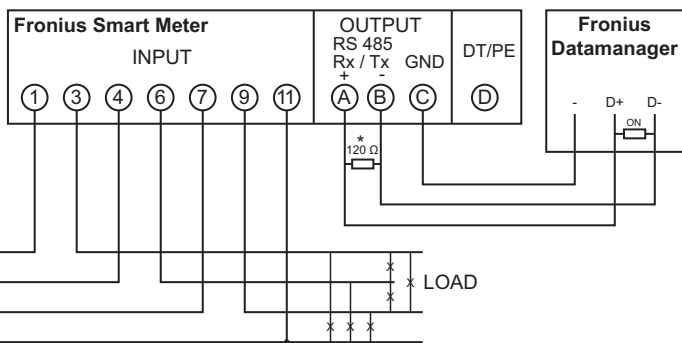 Fronius Smart Meter
INPUT
1 3 4 6 7 9 11
OUTPUT
RS 485
Rx / Tx GND
+ -
A B C
DT/PE
D
*
120 Ω
Fronius
Datamanager
- D+ D-
ON
x
x x LOAD
x
x x x